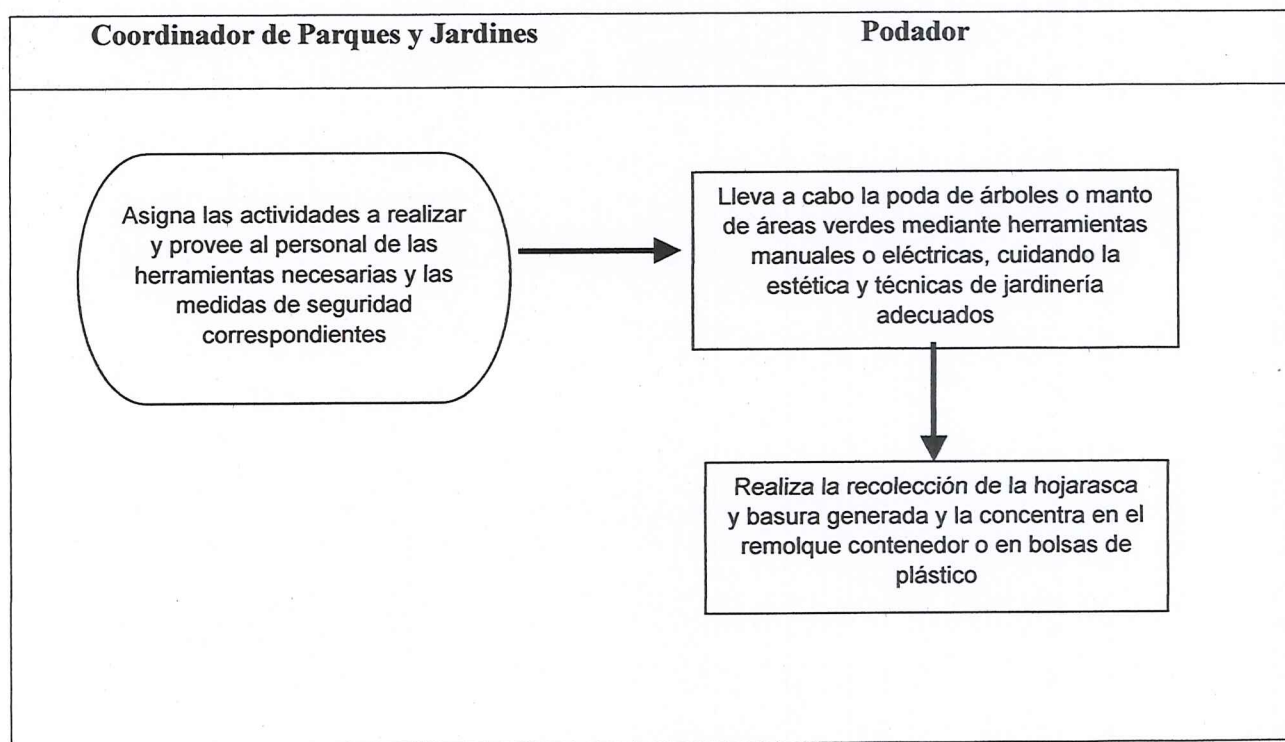 Coordinador de Parques y Jardines
Podador
Asigna las actividades a realizar
y provee al personal de las
herramientas necesarias y las
medidas de seguridad
correspondientes
Lleva a cabo la poda de árboles o manto
de áreas verdes mediante herramientas
manuales o eléctricas, cuidando la
estética y técnicas de jardinería
adecuados
Realiza la recolección de la hojarasca
y basura generada y la concentra en el
remolque contenedor o en bolsas de
plástico